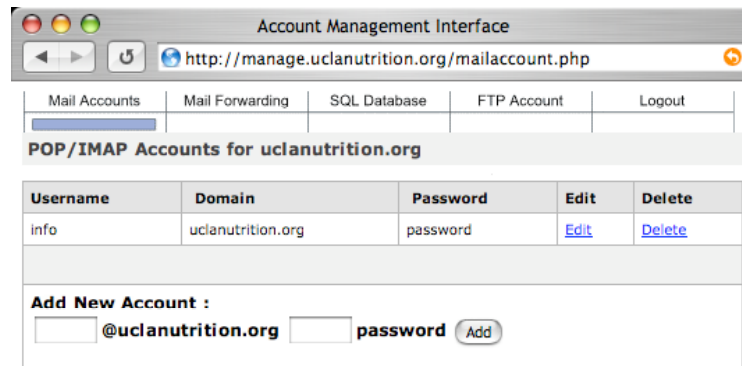 Account Management Interface
http://manage.uclanutrition.org/mailaccount.php
Mail Accounts Mail Forwarding SQL Database FTP Account Logout
POP/IMAP Accounts for uclanutrition.org
Username Domain Password Edit Delete
info uclanutrition.org password Edit Delete
Add New Account :
@uclanutrition.org password Add